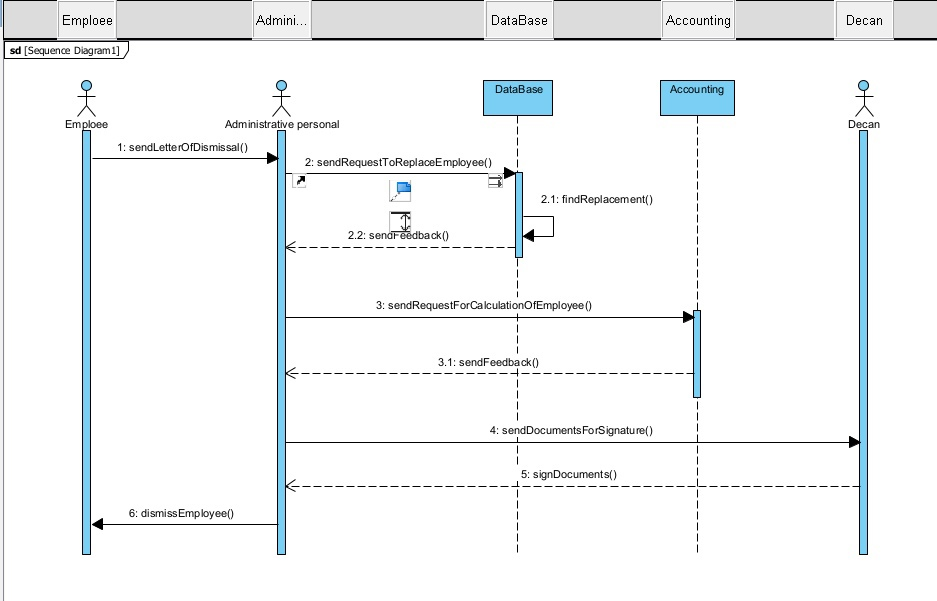 Emploee Admini... DataBase Accounting Decan
sd [Sequence Diagram1]
DataBase Accounting
Emploee Administrative personal Decan
1: sendLetterOfDismissal()
2: sendRequestToReplaceEmployee()
2.1: findReplacement()
2.2: sendFeedback()
3: sendRequestForCalculationOfEmployee()
3.1: sendFeedback()
4: sendDocumentsForSignature()
5: signDocuments()
6: dismissEmployee()